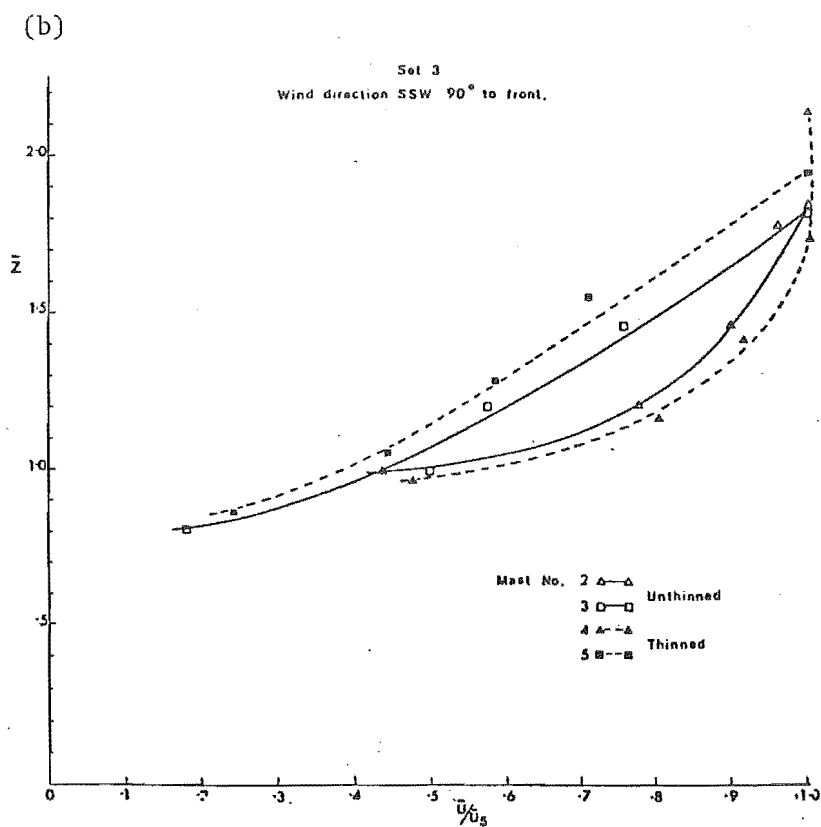 (b)
Set 3
Wind direction SSW 90° to front.
2·0
Z̄
1·5
1·0
·5
Mast No. 2
Unthinned
3
4
Thinned
5
0 ·1 ·2 ·3 ·4 ·5 ·6 ·7 ·8 ·9 1·0
ū/ū5